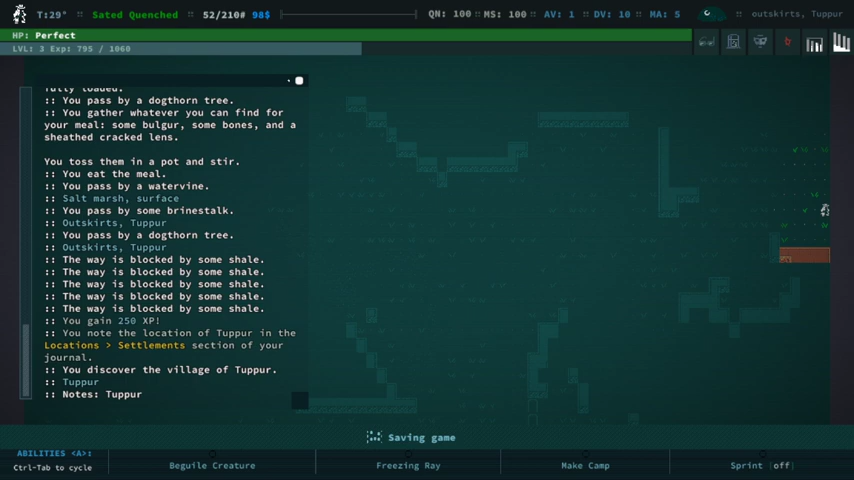 T:29° Sated Quenched 52/210# 98$ QN: 100 MS: 100 AV: 1 DV: 10 MA: 5 outskirts, Tuppur
HP: Perfect
LVL: 3 Exp: 795 / 1060
fully loaded.
:: You pass by a dogthorn tree.
:: You gather whatever you can find for
your meal: some bulgur, some bones, and a
sheathed cracked lens.
You toss them in a pot and stir.
:: You eat the meal.
:: You pass by a watervine.
:: Salt marsh, surface
:: You pass by some brinestalk.
:: Outskirts, Tuppur
:: You pass by a dogthorn tree.
:: Outskirts, Tuppur
:: The way is blocked by some shale.
:: The way is blocked by some shale.
:: The way is blocked by some shale.
:: The way is blocked by some shale.
:: The way is blocked by some shale.
:: You gain 250 XP!
:: You note the location of Tuppur in the
Locations > Settlements section of your
journal.
:: You discover the village of Tuppur.
:: Tuppur
:: Notes: Tuppur
Saving game
ABILITIES <A>:
Ctrl-Tab to cycle
Beguile Creature
Freezing Ray
Make Camp
Sprint [off]